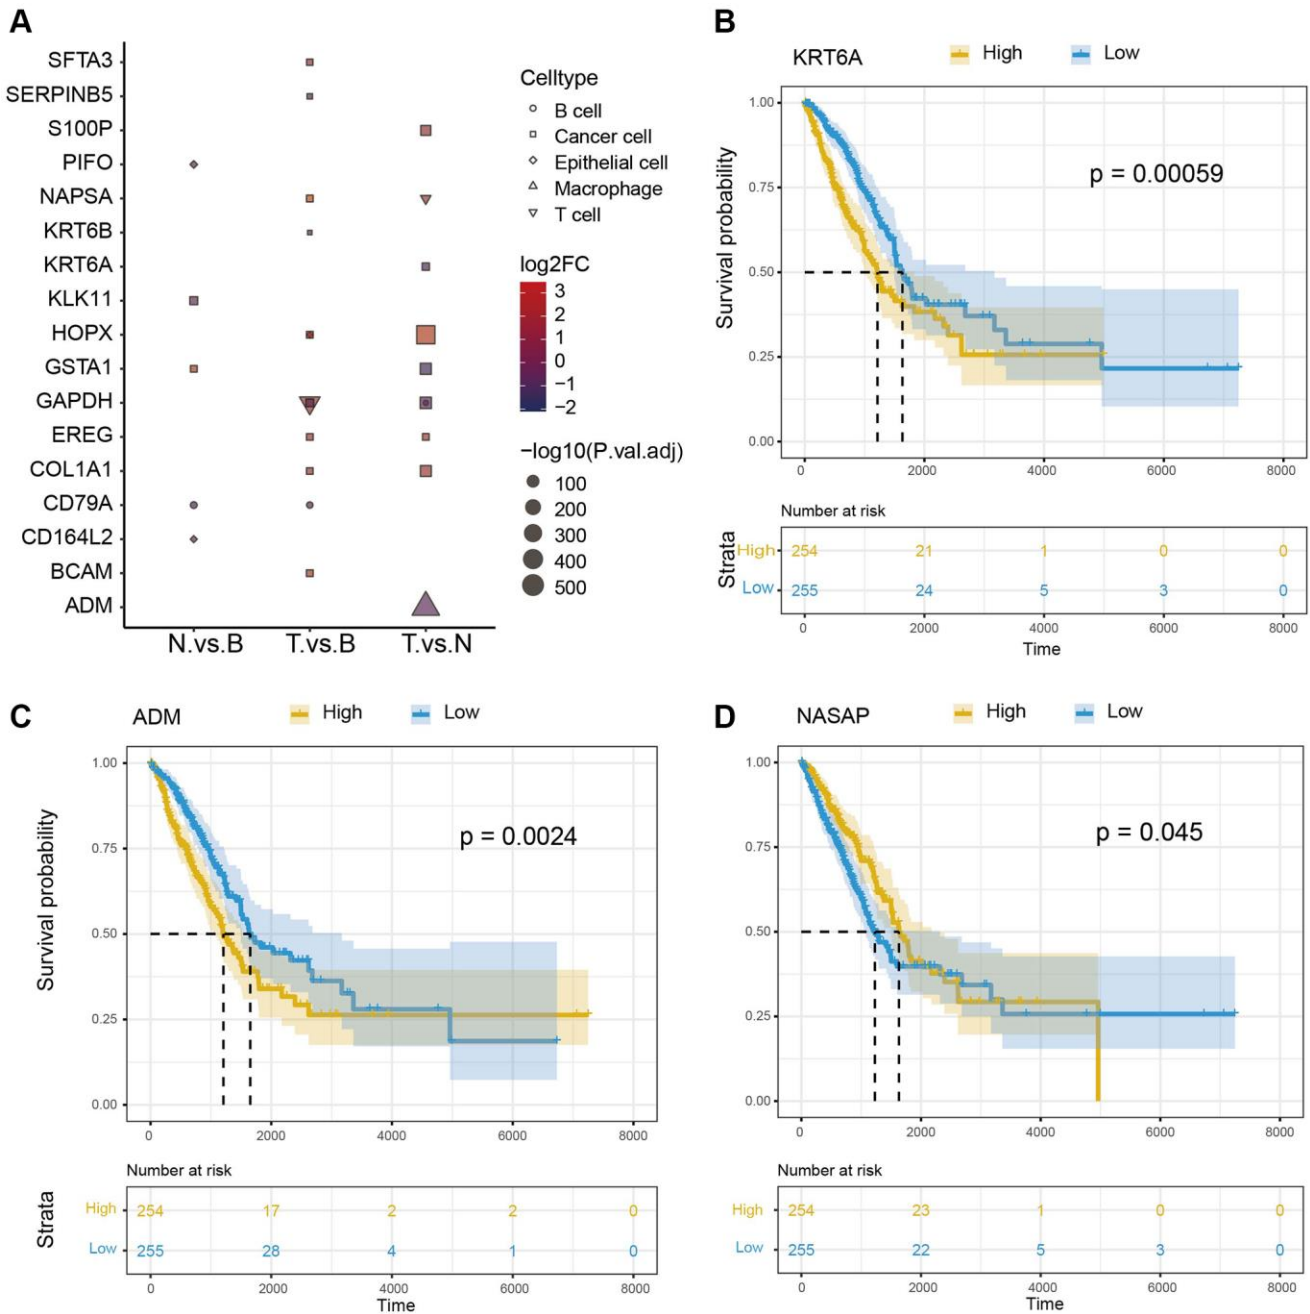 A
SFTA3
SERPINB5
S100P
PIFO
NAPSA
KRT6B
KRT6A
KLK11
HOPX
GSTA1
GAPDH
EREG
COL1A1
CD79A
CD164L2
BCAM
ADM
N.vs.B T.vs.B T.vs.N
Celltype
B cell
Cancer cell
Epithelial cell
Macrophage
T cell
log2FC
3
2
1
0
−1
−2
−log10(P.val.adj)
100
200
300
400
500
B
KRT6A High Low
Survival probability
1.00
0.75
0.50
0.25
0.00
p = 0.00059
0 2000 4000 6000 8000
Number at risk
Strata
High 254 21 1 0 0
Low 255 24 5 3 0
0 2000 4000 6000 8000
Time
C
ADM High Low
Survival probability
1.00
0.75
0.50
0.25
0.00
p = 0.0024
0 2000 4000 6000 8000
Number at risk
Strata
High 254 17 2 2 0
Low 255 28 4 1 0
0 2000 4000 6000 8000
Time
D
NASAP High Low
Survival probability
1.00
0.75
0.50
0.25
0.00
p = 0.045
0 2000 4000 6000 8000
Number at risk
Strata
High 254 23 1 0 0
Low 255 22 5 3 0
0 2000 4000 6000 8000
Time